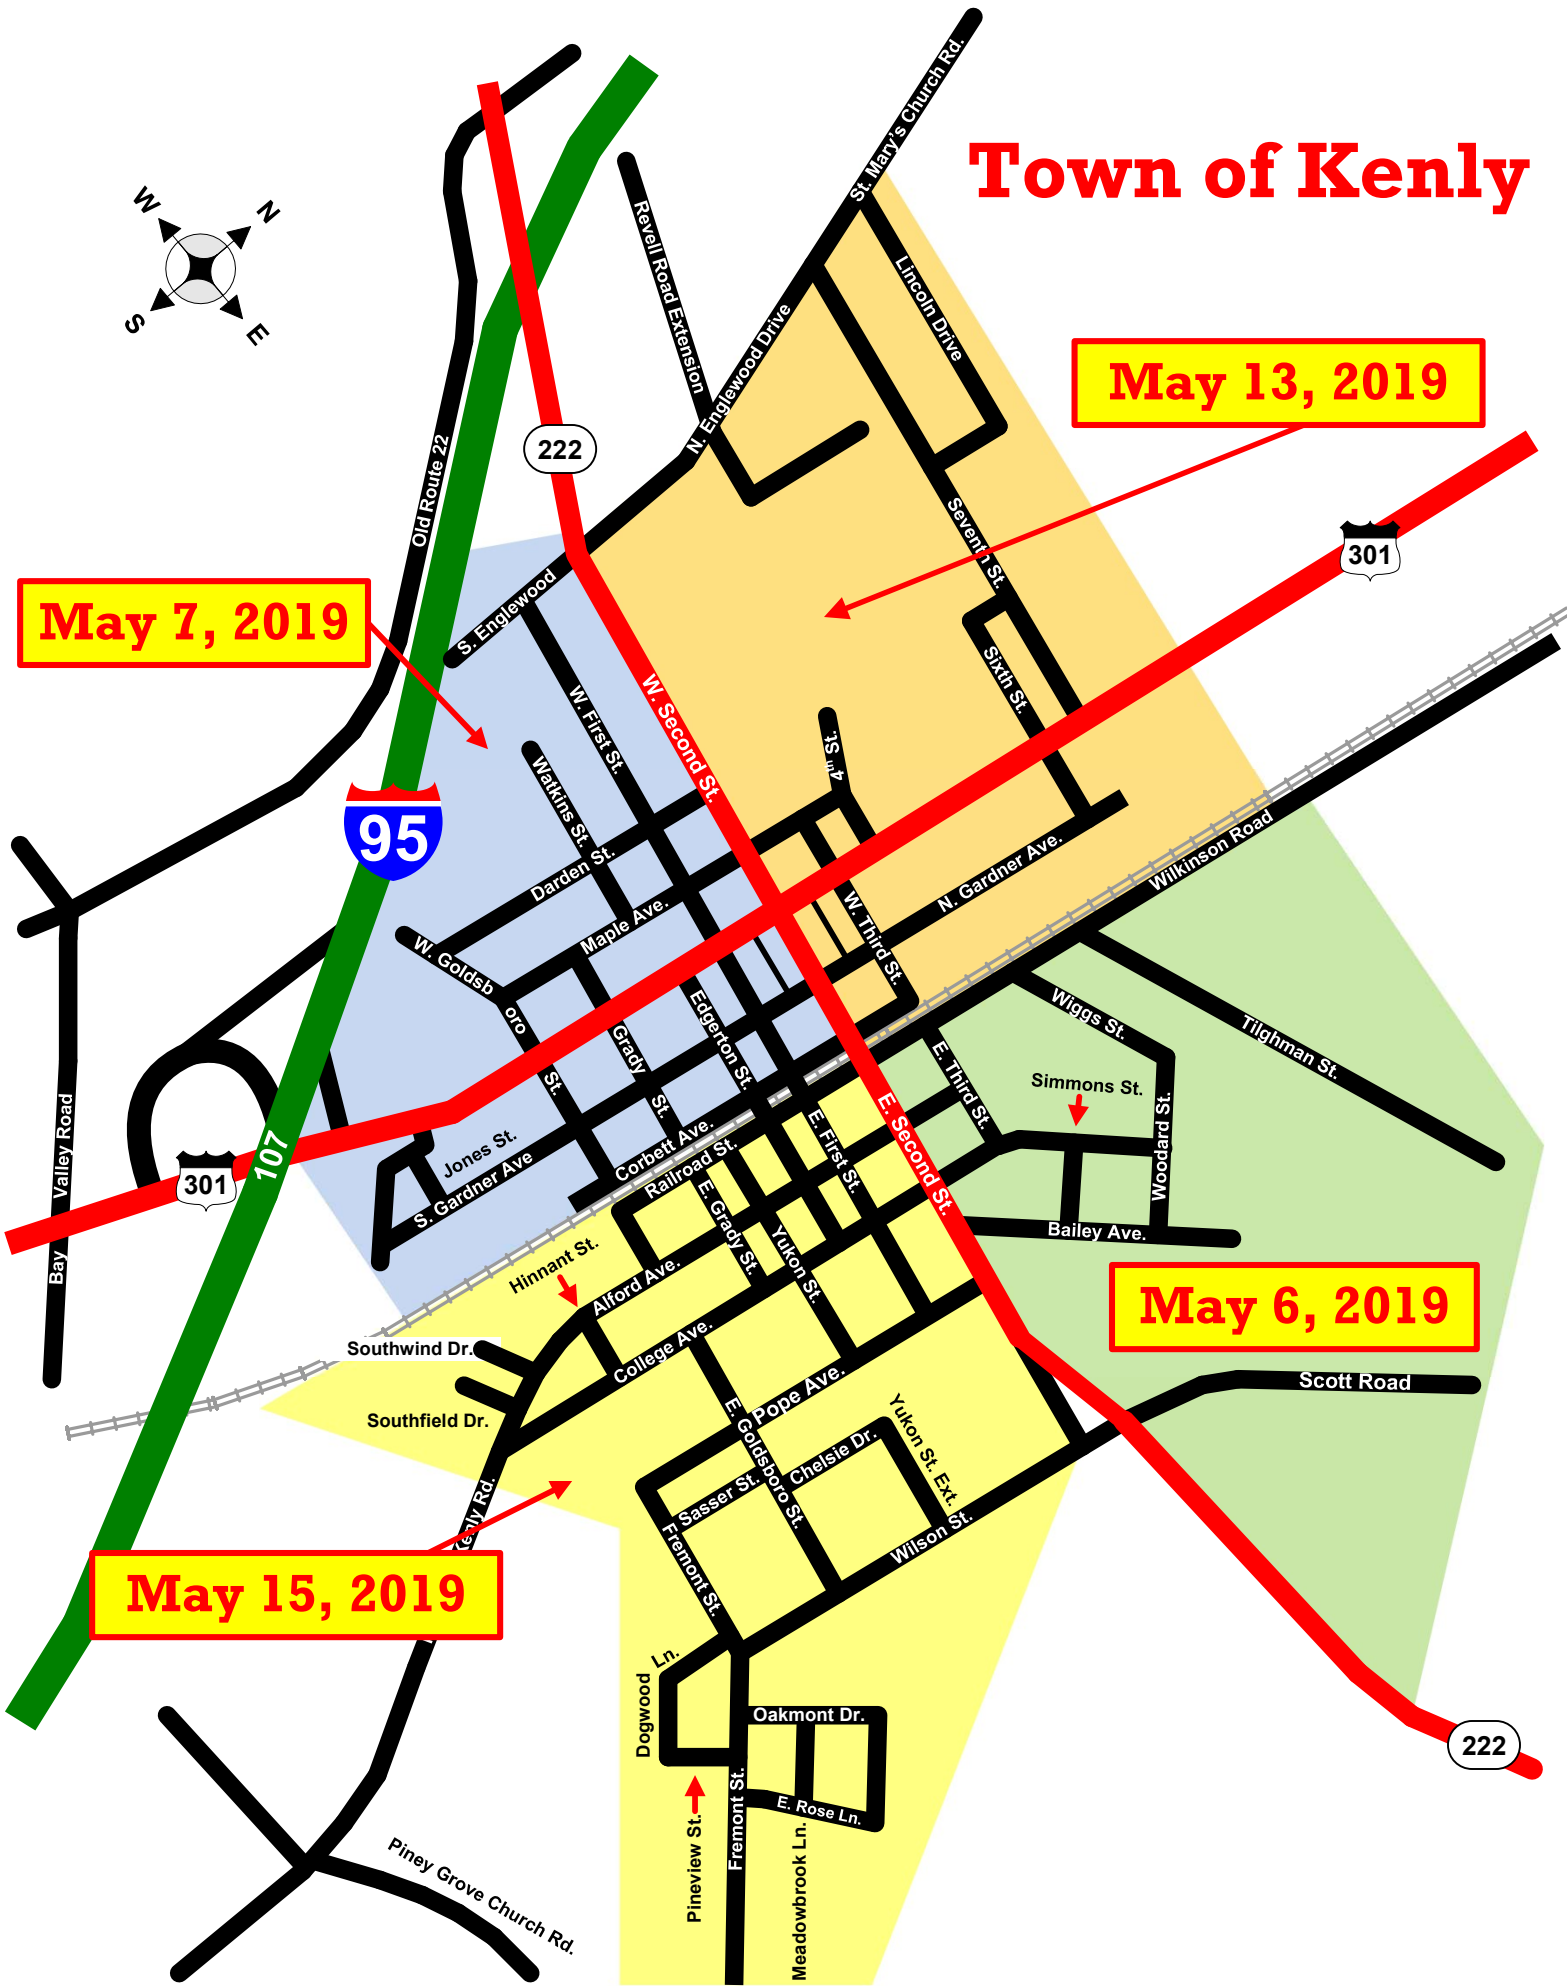 Town of Kenly
W
N
S
E
St. Mary's Church Rd.
Revell Road Extension
Lincoln Drive
N. Englewood Drive
May 13, 2019
Old Route 22
222
Seventh St.
301
S. Englewood
May 7, 2019
W. First St.
W. Second St.
Sixth St.
4th St.
Watkins St.
95
Darden St.
Maple Ave.
W. Third St.
N. Gardner Ave.
Wilkinson Road
W. Goldsb
oro
St.
Grady
St.
Edgerton St.
Wiggs St.
Tilghman St.
E. Third St.
Simmons St.
Woodard St.
Bailey Ave.
E. Second St.
E. First St.
Bay Valley Road
107
301
Jones St.
S. Gardner Ave
Corbett Ave.
Railroad St.
E. Grady St.
Yukon St.
Hinnant St.
Alford Ave.
College Ave.
May 6, 2019
Southwind Dr.
Southfield Dr.
Scott Road
Pope Ave.
E. Goldsboro St.
Yukon St. Ext.
Chelsie Dr.
Sasser St.
Fremont St.
Wilson St.
Kenly Rd.
May 15, 2019
Dogwood
Ln.
Oakmont Dr.
222
E. Rose Ln.
Pineview St.
Fremont St.
Meadowbrook Ln.
Piney Grove Church Rd.